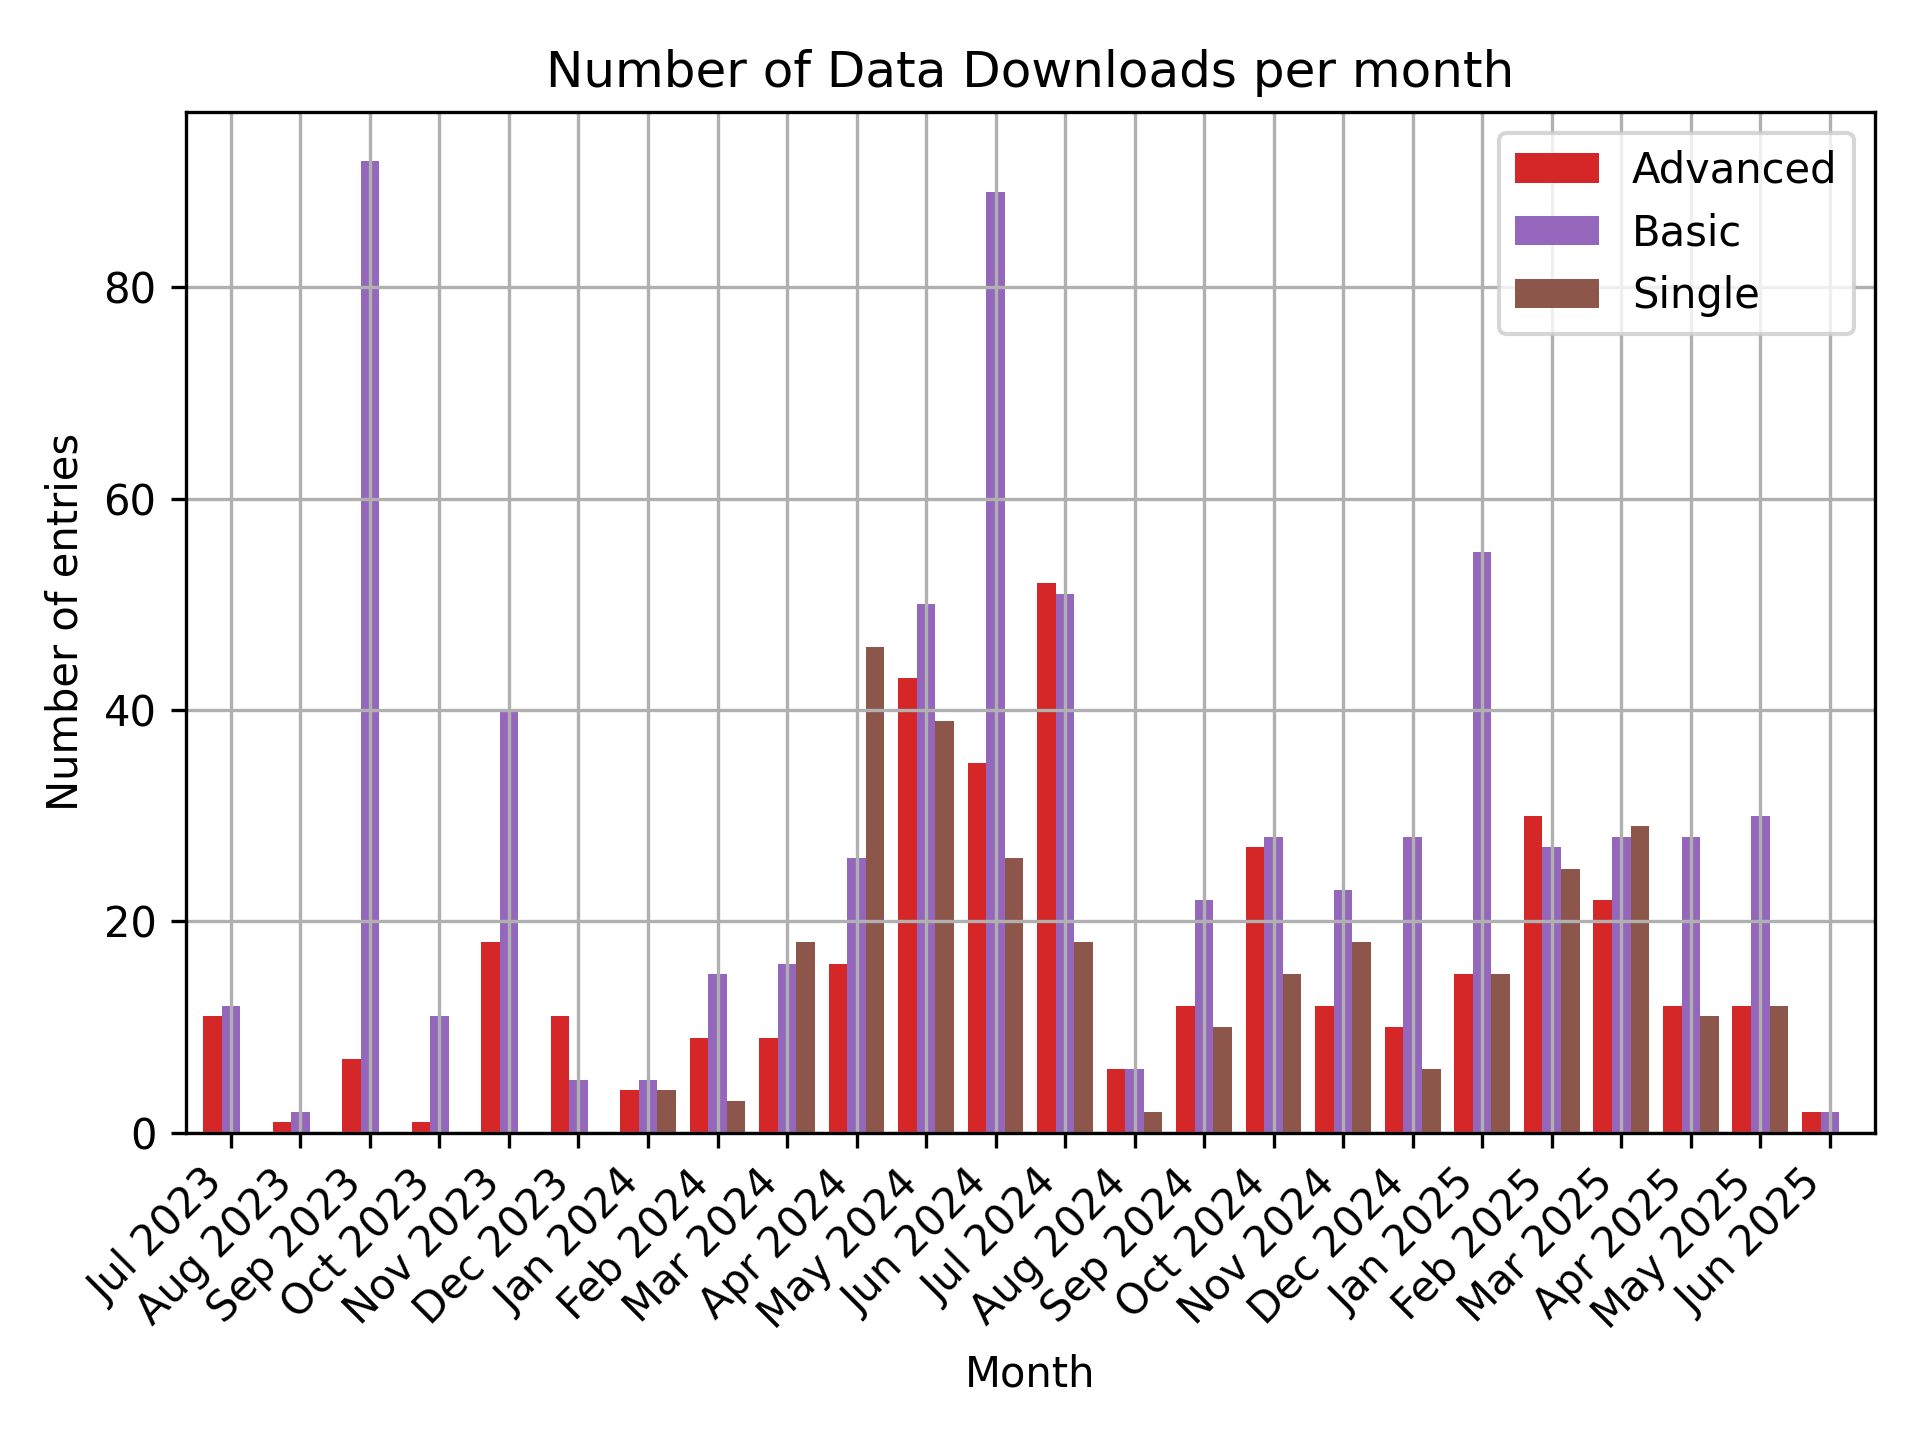 Number of Data Downloads per month
Advanced
Basic
Single
Number of entries
80
60
40
20
0
Jul 2023
Aug 2023
Sep 2023
Oct 2023
Nov 2023
Dec 2023
Jan 2024
Feb 2024
Mar 2024
Apr 2024
May 2024
Jun 2024
Jul 2024
Aug 2024
Sep 2024
Oct 2024
Nov 2024
Dec 2024
Jan 2025
Feb 2025
Mar 2025
Apr 2025
May 2025
Jun 2025
Month